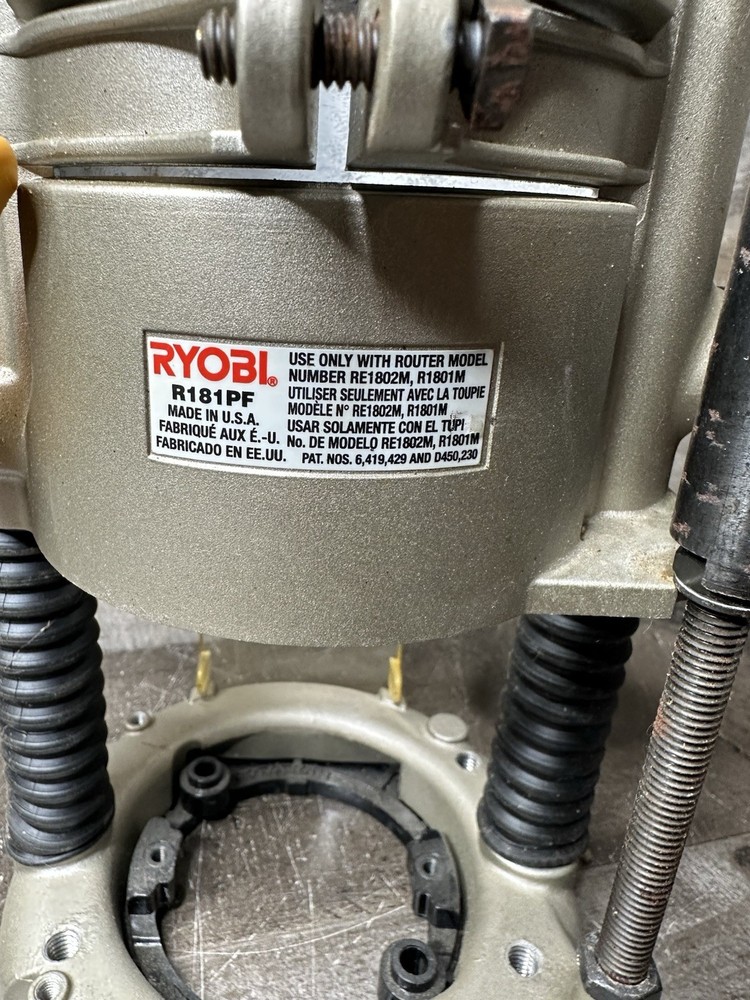 RYOBI®
R181PF
MADE IN U.S.A.
FABRIQUÉ AUX É.-U.
FABRICADO EN EE.UU.
USE ONLY WITH ROUTER MODEL
NUMBER RE1802M, R1801M
UTILISER SEULEMENT AVEC LA TOUPIE
MODÈLE N° RE1802M, R1801M
USAR SOLAMENTE CON EL TUPI
No. DE MODELO RE1802M, R1801M
PAT. NOS. 6,419,429 AND D450,230